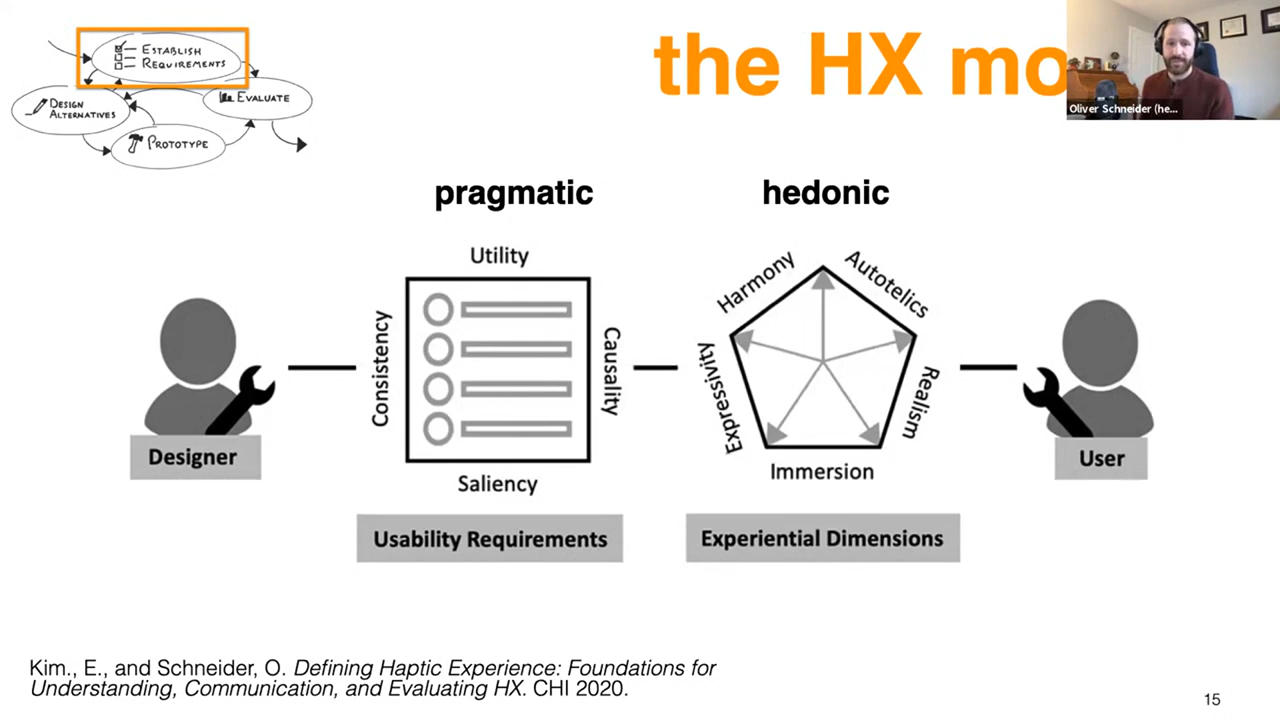 ESTABLISH
REQUIREMENTS
DESIGN
ALTERNATIVES
EVALUATE
PROTOTYPE
the HX mo
Oliver Schneider (he...
pragmatic
hedonic
Utility
Consistency
Causality
Saliency
Harmony
Autotelics
Expressivity
Realism
Immersion
Designer
User
Usability Requirements
Experiential Dimensions
Kim., E., and Schneider, O. Defining Haptic Experience: Foundations for
Understanding, Communication, and Evaluating HX. CHI 2020.
15